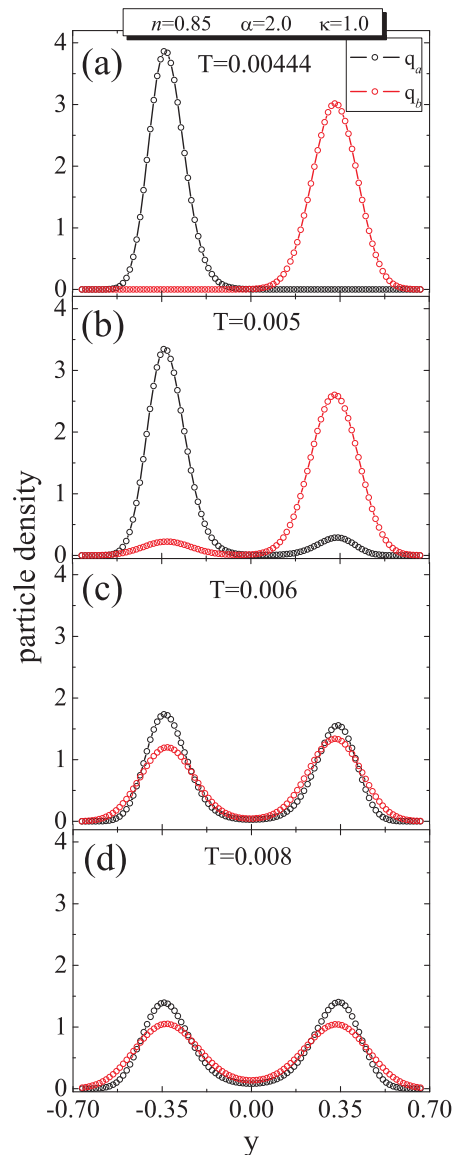 n=0.85 α=2.0 κ=1.0
(a)
T=0.00444
q_a
q_b
4
3
2
1
0
(b)
T=0.005
4
3
2
1
0
(c)
T=0.006
4
3
2
1
0
(d)
T=0.008
4
3
2
1
0
particle density
-0.70 -0.35 0.00 0.35 0.70
y